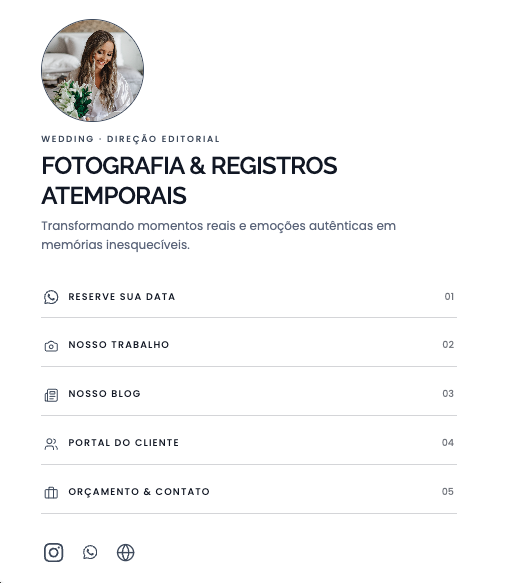 WEDDING · DIREÇÃO EDITORIAL
FOTOGRAFIA & REGISTROS
ATEMPORAIS
Transformando momentos reais e emoções autênticas em
memórias inesquecíveis.
RESERVE SUA DATA 01
NOSSO TRABALHO 02
NOSSO BLOG 03
PORTAL DO CLIENTE 04
ORÇAMENTO & CONTATO 05